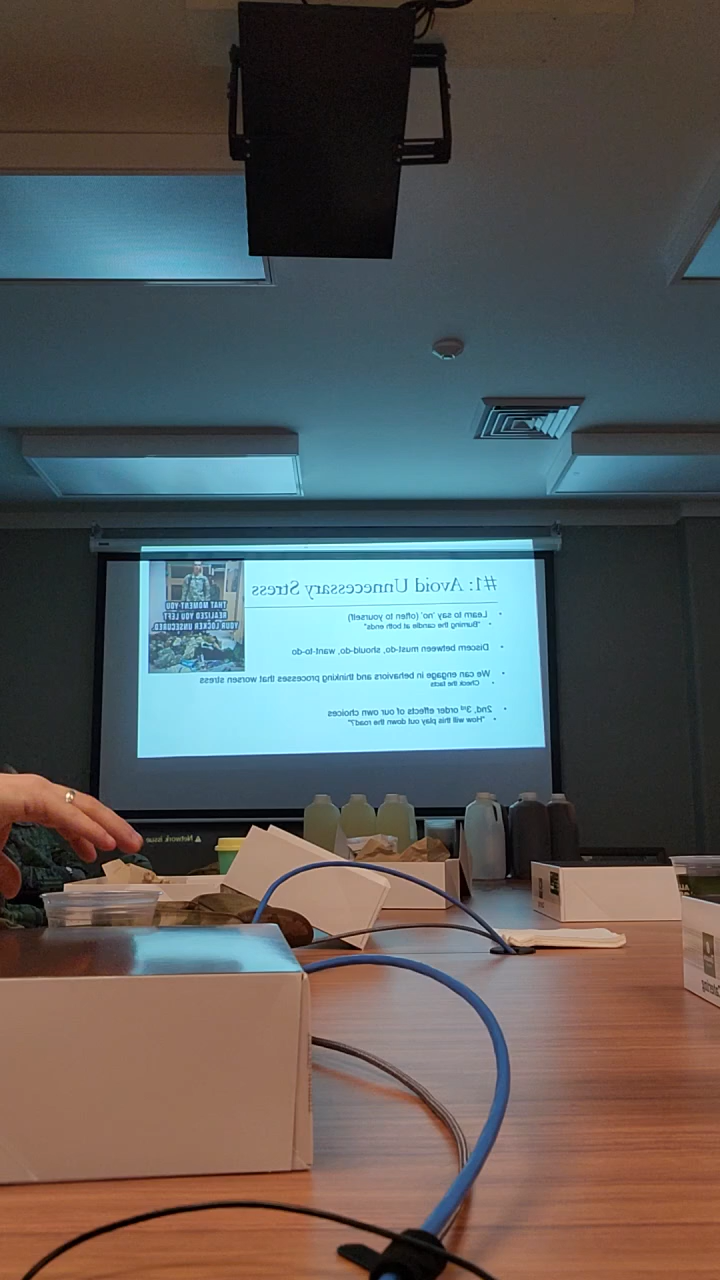 #1: Avoid Unnecessary Stress
• Learn to say 'no' (often to yourself)
• "Burning the candle at both ends"
• Discern between must-do, should-do, want-to-do
• We can engage in behaviors and thinking processes that worsen stress
• Check the facts
• 2nd, 3rd order effects of our own choices
• "How will this play out down the road?"
THAT MOMENT YOU
REALIZED YOU LEFT
YOUR LOCKER UNSECURED
Network issue